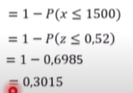 = 1 − P(x ≤ 1500)
= 1 − P(z ≤ 0,52)
= 1 − 0,6985
= 0,3015